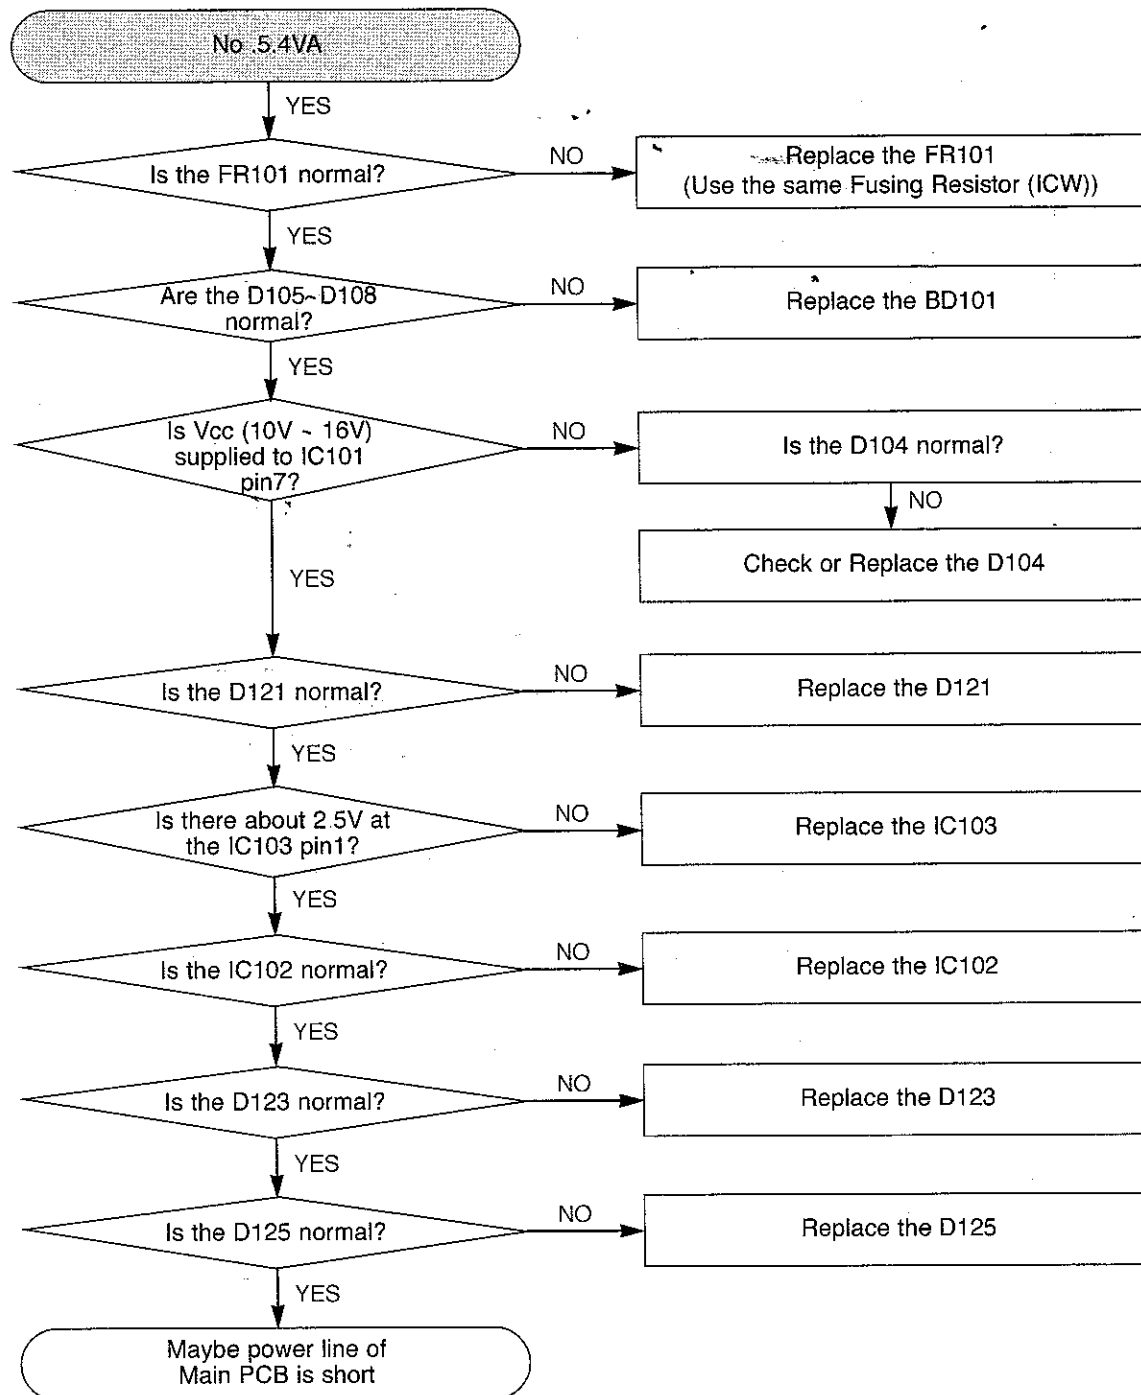 No .5.4VA
YES
Is the FR101 normal?
NO
Replace the FR101
(Use the same Fusing Resistor (ICW))
YES
Are the D105~D108
normal?
NO
Replace the BD101
YES
Is Vcc (10V ~ 16V)
supplied to IC101
pin7?
NO
Is the D104 normal?
NO
Check or Replace the D104
YES
Is the D121 normal?
NO
Replace the D121
YES
Is there about 2.5V at
the IC103 pin1?
NO
Replace the IC103
YES
Is the IC102 normal?
NO
Replace the IC102
YES
Is the D123 normal?
NO
Replace the D123
YES
Is the D125 normal?
NO
Replace the D125
YES
Maybe power line of
Main PCB is short